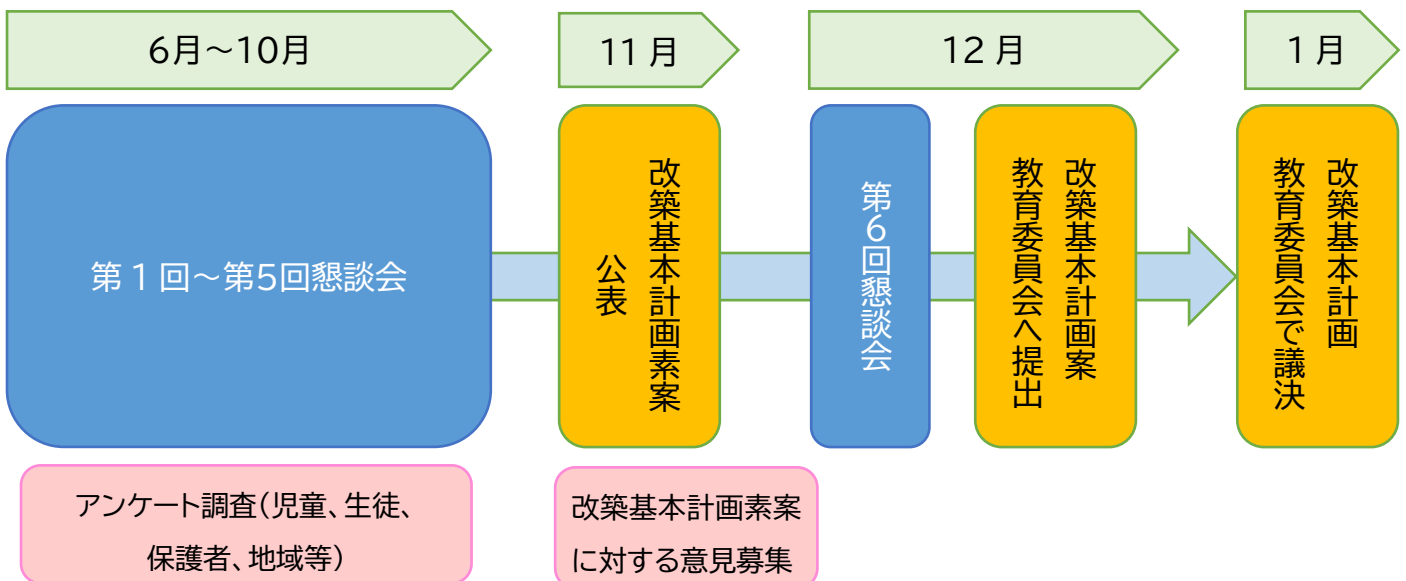 6月～10月
11月
12月
1月
第1回～第5回懇談会
改築基本計画素案
公表
第6回懇談会
改築基本計画案
教育委員会へ提出
改築基本計画
教育委員会で議決
アンケート調査（児童、生徒、
保護者、地域等）
改築基本計画素案
に対する意見募集